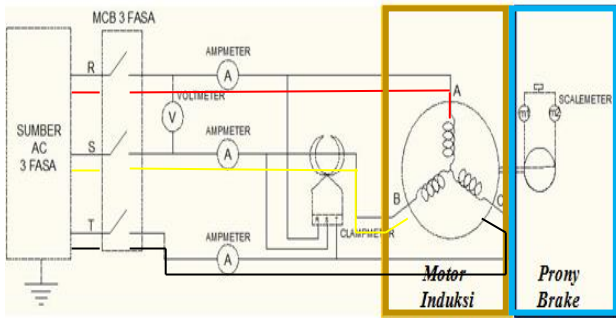 MCB 3 FASA
AMPMETER
R
A
A
VOLTMETER
SCALEMETER
m1
m2
SUMBER
AC
3 FASA
V
AMPMETER
S
A
B
C
R S T
CLAMPMETER
T
AMPMETER
A
Motor
Induksi
Prony
Brake